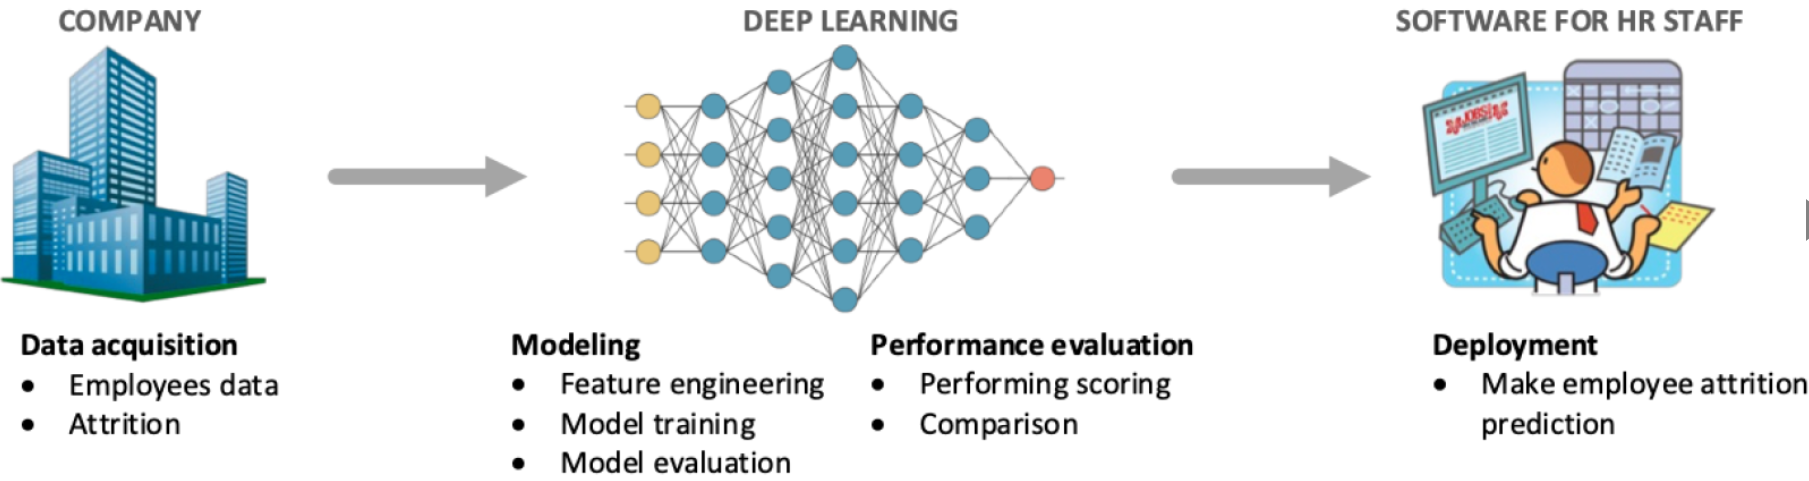 COMPANY
DEEP LEARNING
SOFTWARE FOR HR STAFF
Data acquisition
• Employees data
• Attrition
Modeling
• Feature engineering
• Model training
• Model evaluation
Performance evaluation
• Performing scoring
• Comparison
Deployment
• Make employee attrition
prediction